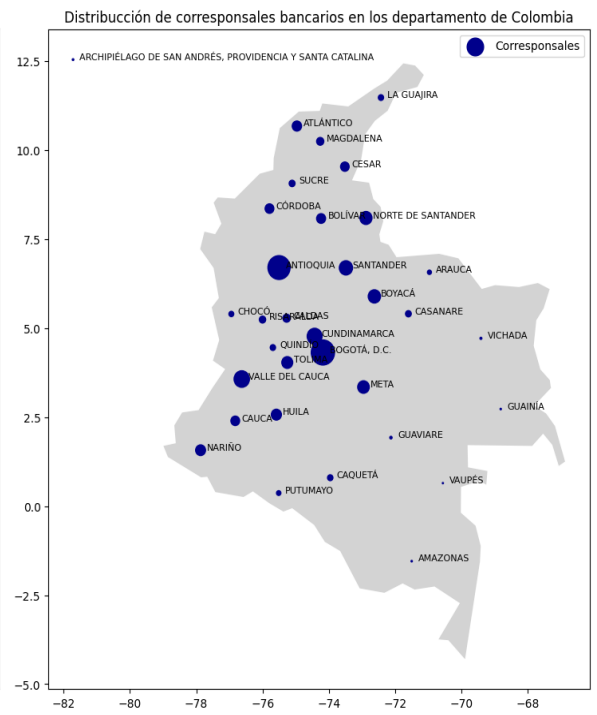 Distribucción de corresponsales bancarios en los departamento de Colombia
Corresponsales
ARCHIPIÉLAGO DE SAN ANDRÉS, PROVIDENCIA Y SANTA CATALINA
LA GUAJIRA
ATLÁNTICO
MAGDALENA
CESAR
SUCRE
CÓRDOBA
BOLÍVAR
NORTE DE SANTANDER
ANTIOQUIA
SANTANDER
ARAUCA
BOYACÁ
CHOCÓ
RISARALDA
CALDAS
CASANARE
CUNDINAMARCA
VICHADA
QUINDÍO
BOGOTÁ, D.C.
TOLIMA
VALLE DEL CAUCA
META
GUAINÍA
CAUCA
HUILA
GUAVIARE
NARIÑO
CAQUETÁ
VAUPÉS
PUTUMAYO
AMAZONAS
12.5
10.0
7.5
5.0
2.5
0.0
−2.5
−5.0
−82 −80 −78 −76 −74 −72 −70 −68